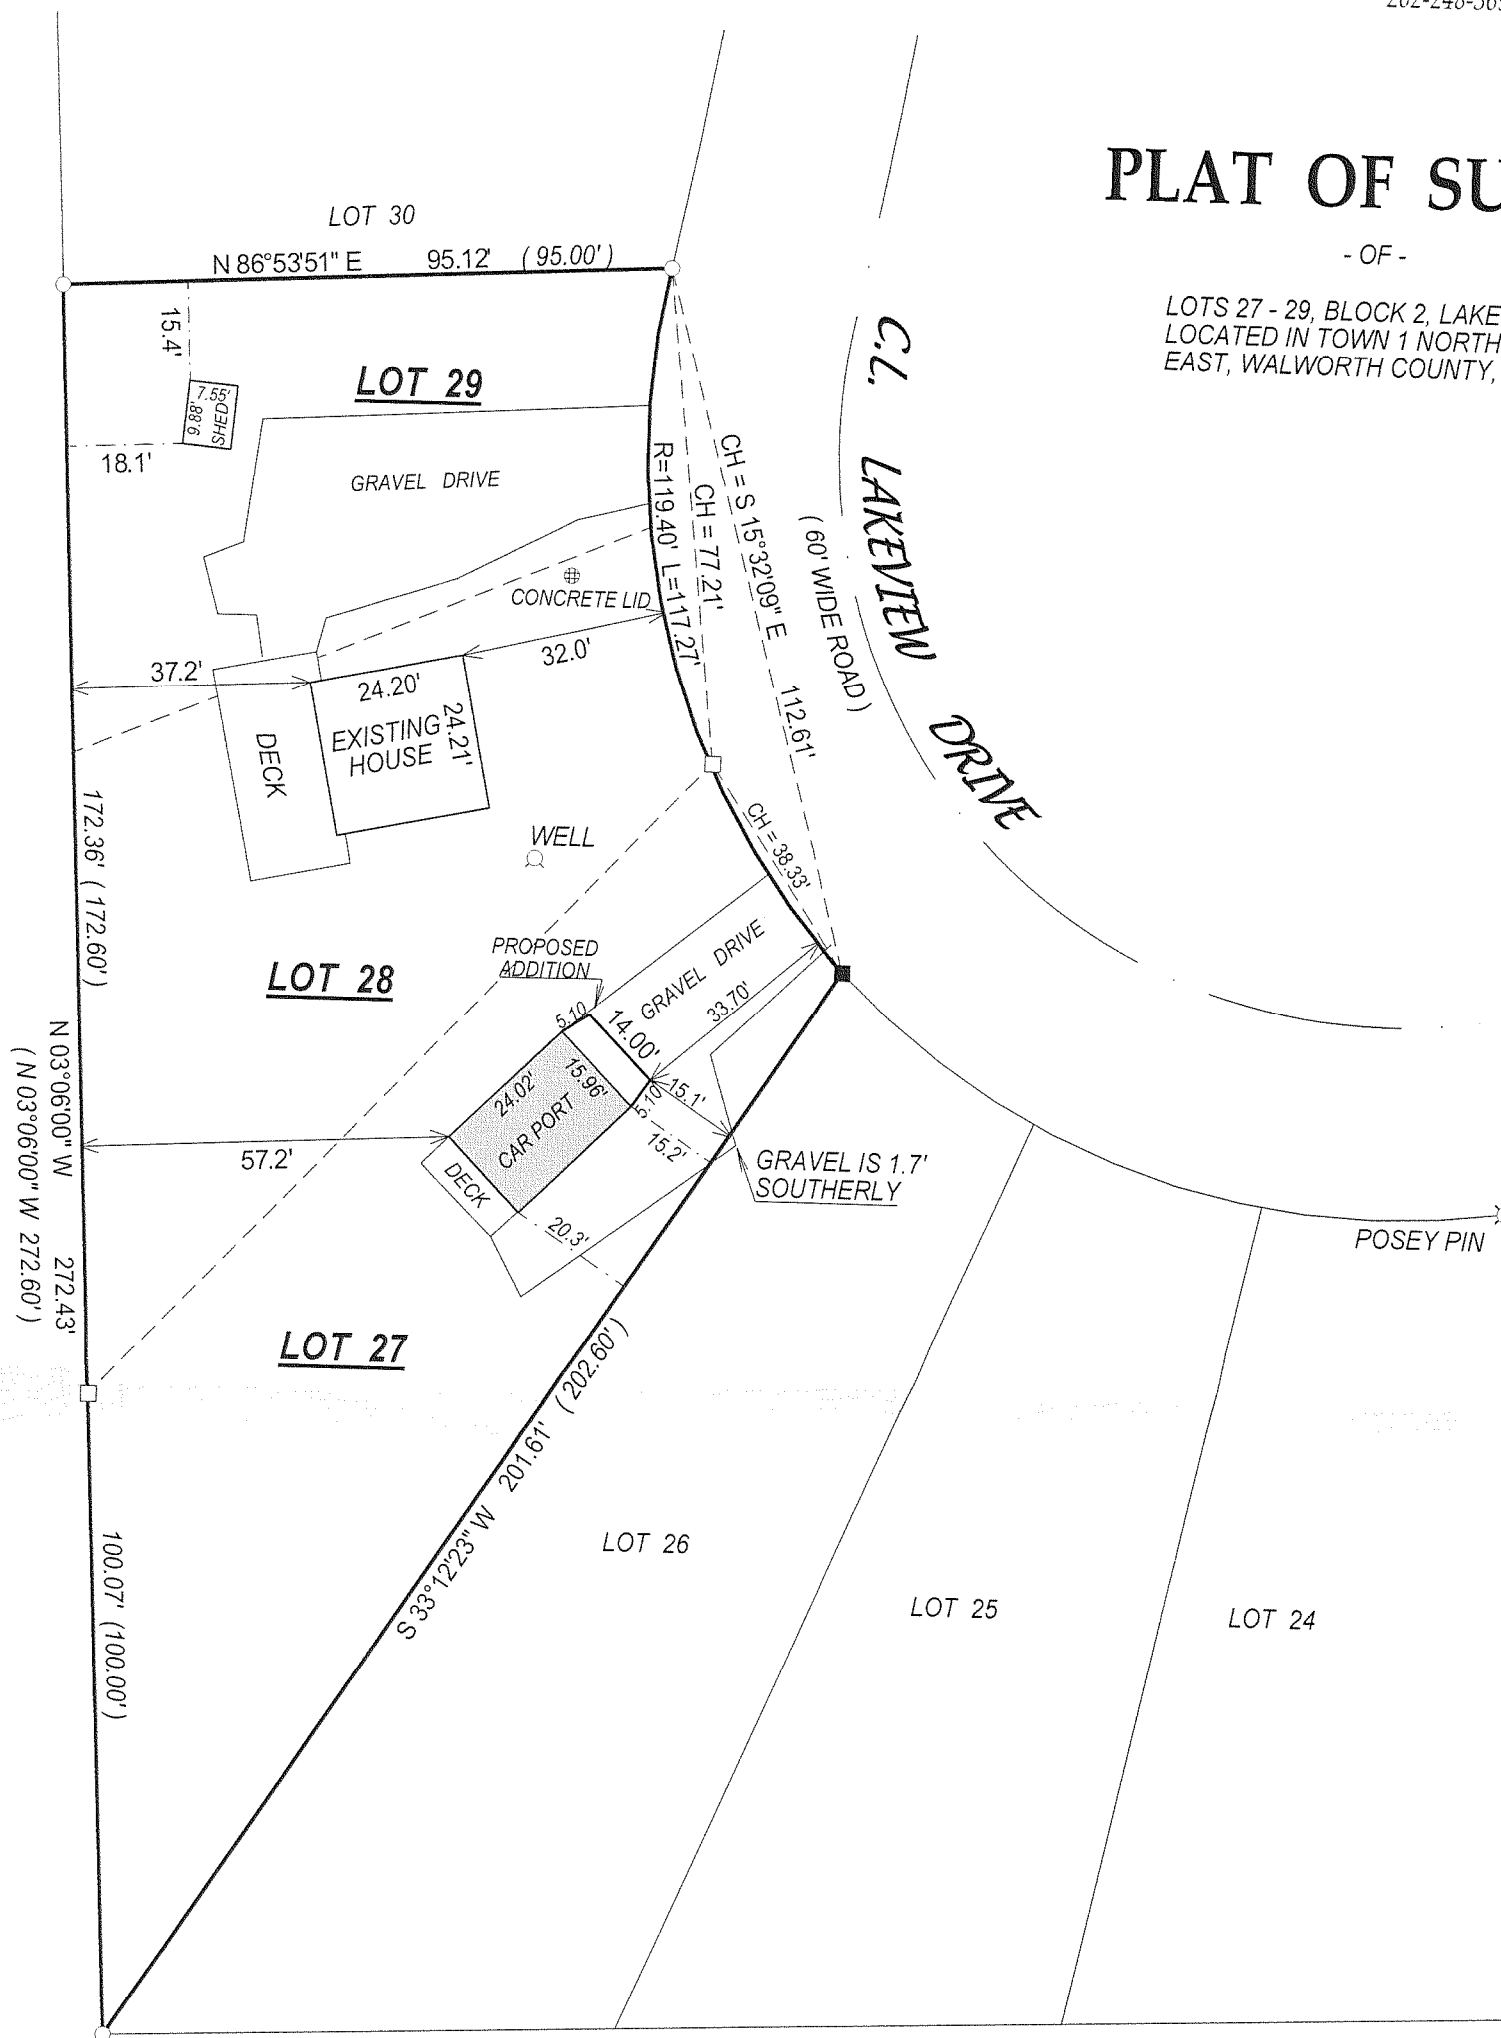 PLAT OF SU
- OF -
LOTS 27 - 29, BLOCK 2, LAKE
LOCATED IN TOWN 1 NORTH
EAST, WALWORTH COUNTY,
LOT 30
N 86°53'51" E 95.12' ( 95.00' )
15.4'
7.55'
9.88'
SHED
18.1'
LOT 29
GRAVEL DRIVE
CONCRETE LID
R=119.40' L=117.27'
CH = 77.21'
CH = S 15°32'09" E 112.61'
( 60' WIDE ROAD )
C.L. LAKEVIEW DRIVE
37.2'
32.0'
24.20'
24.21'
EXISTING
HOUSE
DECK
WELL
CH = 38.33'
172.36' ( 172.60' )
LOT 28
PROPOSED
ADDITION
GRAVEL DRIVE
33.70'
5.10
14.00'
15.96'
24.02'
CAR PORT
5.10
15.1'
15.2'
DECK
20.3'
57.2'
GRAVEL IS 1.7'
SOUTHERLY
N 03°06'00" W 272.43'
( N 03°06'00" W 272.60' )
POSEY PIN
LOT 27
S 33°12'23" W 201.61' ( 202.60' )
100.07' (100.00')
LOT 26
LOT 25
LOT 24